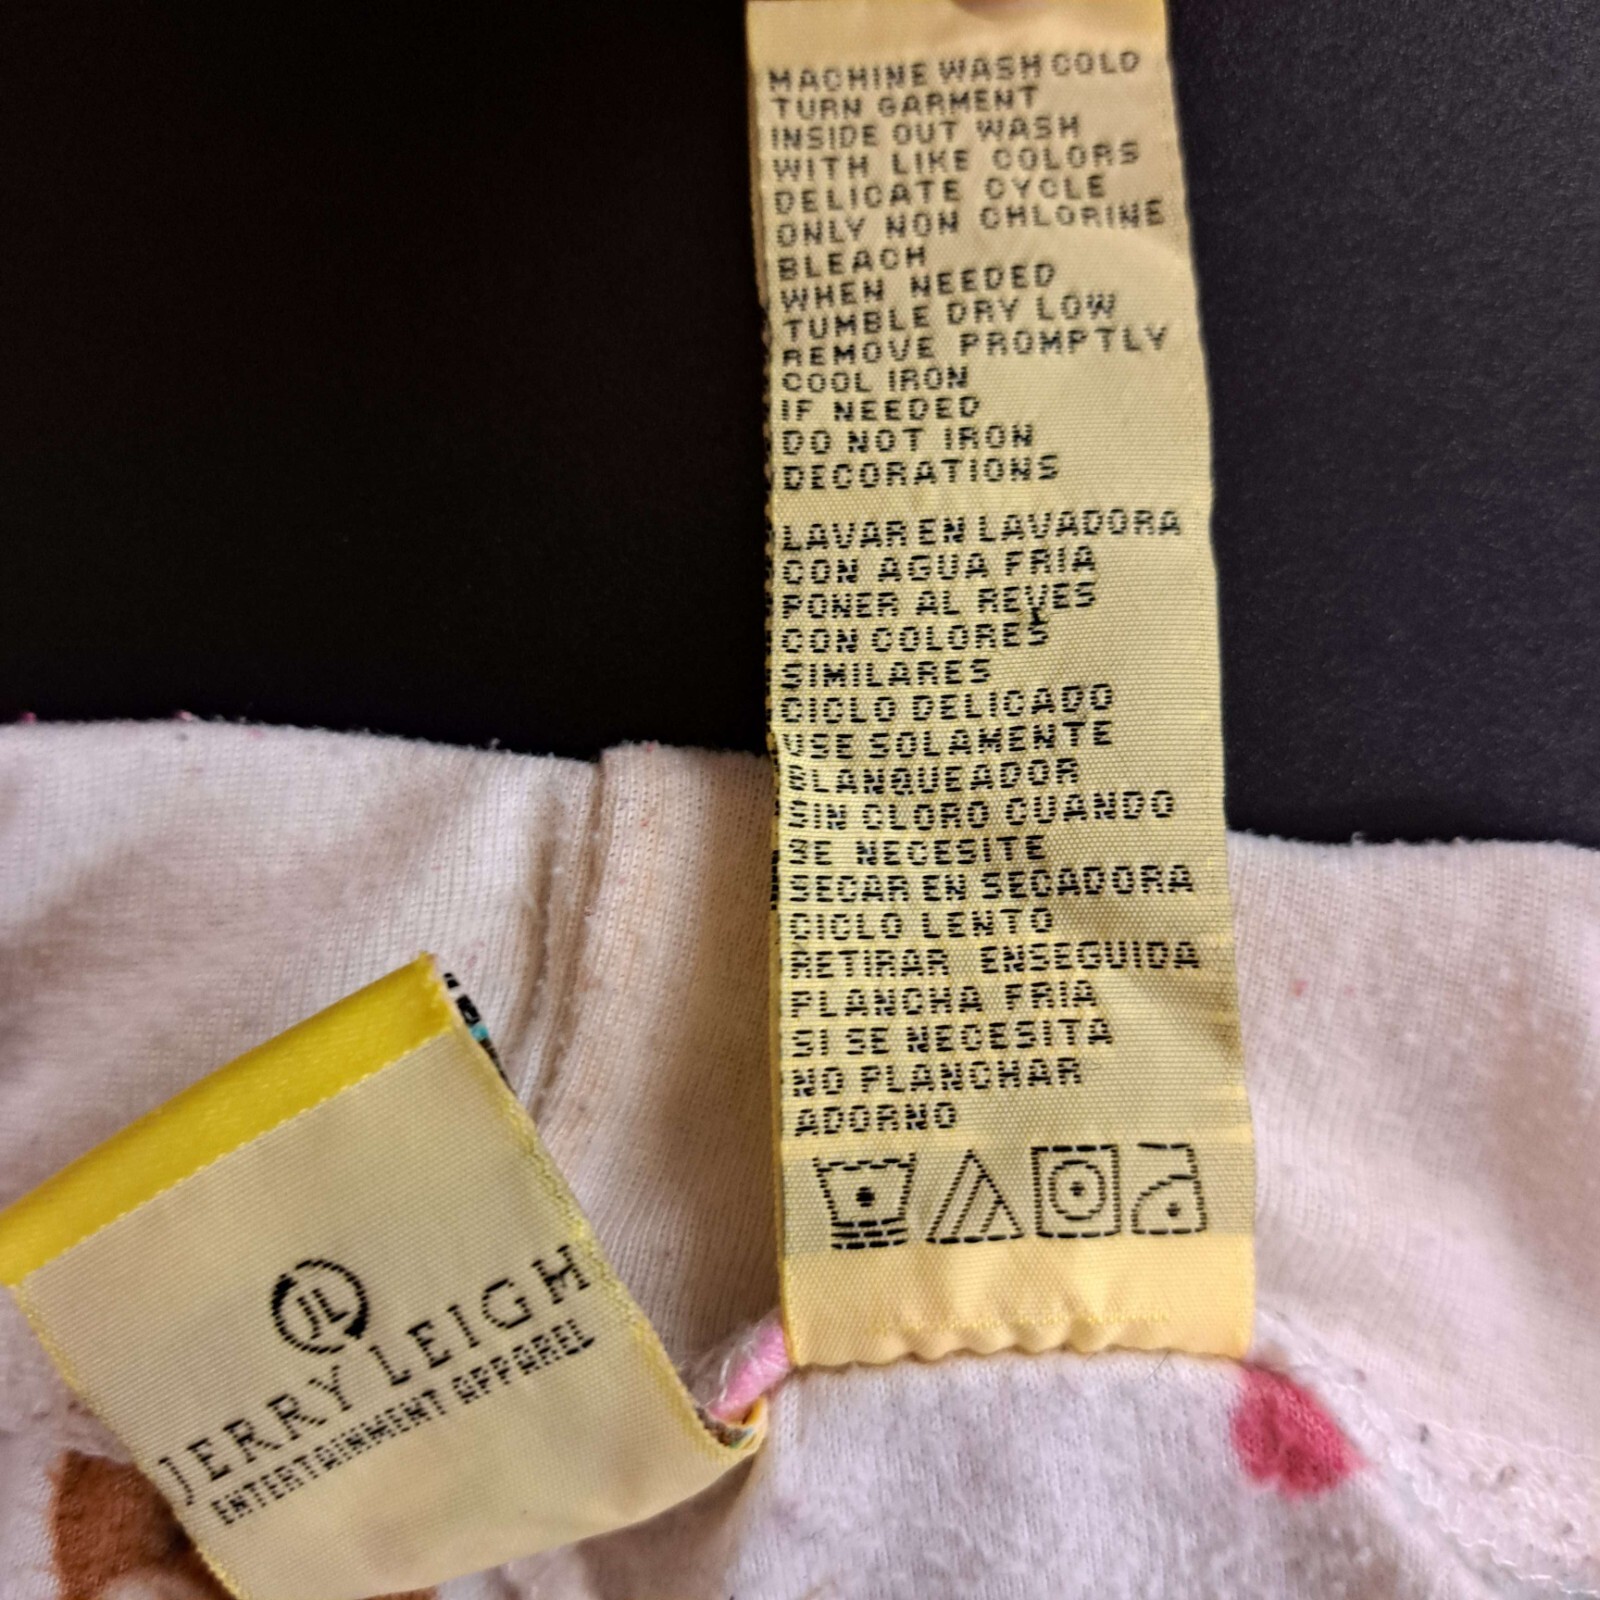 MACHINE WASH COLD
TURN GARMENT
INSIDE OUT WASH
WITH LIKE COLORS
DELICATE CYCLE
ONLY NON CHLORINE
BLEACH
WHEN NEEDED
TUMBLE DRY LOW
REMOVE PROMPTLY
COOL IRON
IF NEEDED
DO NOT IRON
DECORATIONS
LAVAR EN LAVADORA
CON AGUA FRIA
PONER AL REVES
CON COLORES
SIMILARES
CICLO DELICADO
USE SOLAMENTE
BLANQUEADOR
SIN CLORO CUANDO
SE NECESITE
SECAR EN SECADORA
CICLO LENTO
RETIRAR ENSEGUIDA
PLANCHA FRIA
SI SE NECESITA
NO PLANCHAR
ADORNO
JL
JERRY LEIGH
ENTERTAINMENT APPAREL